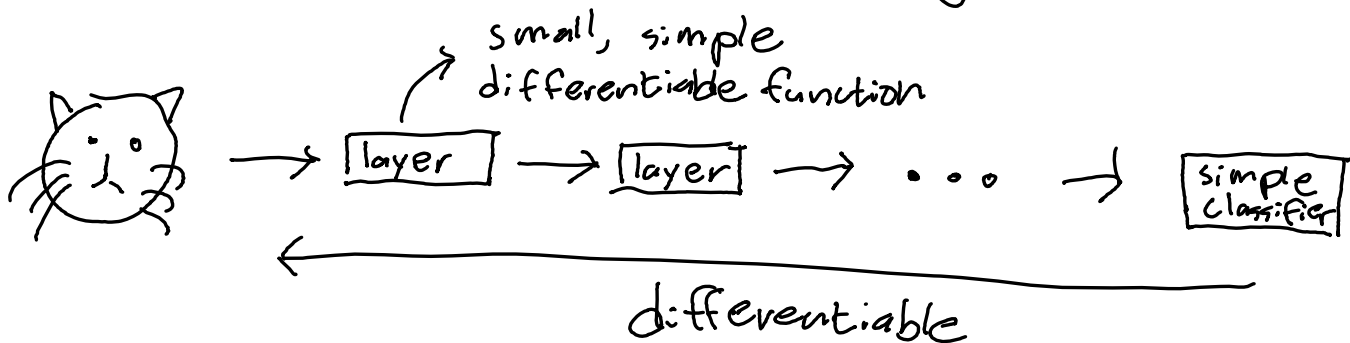 small, simple
differentiable function
layer
layer
simple
classifier
differentiable